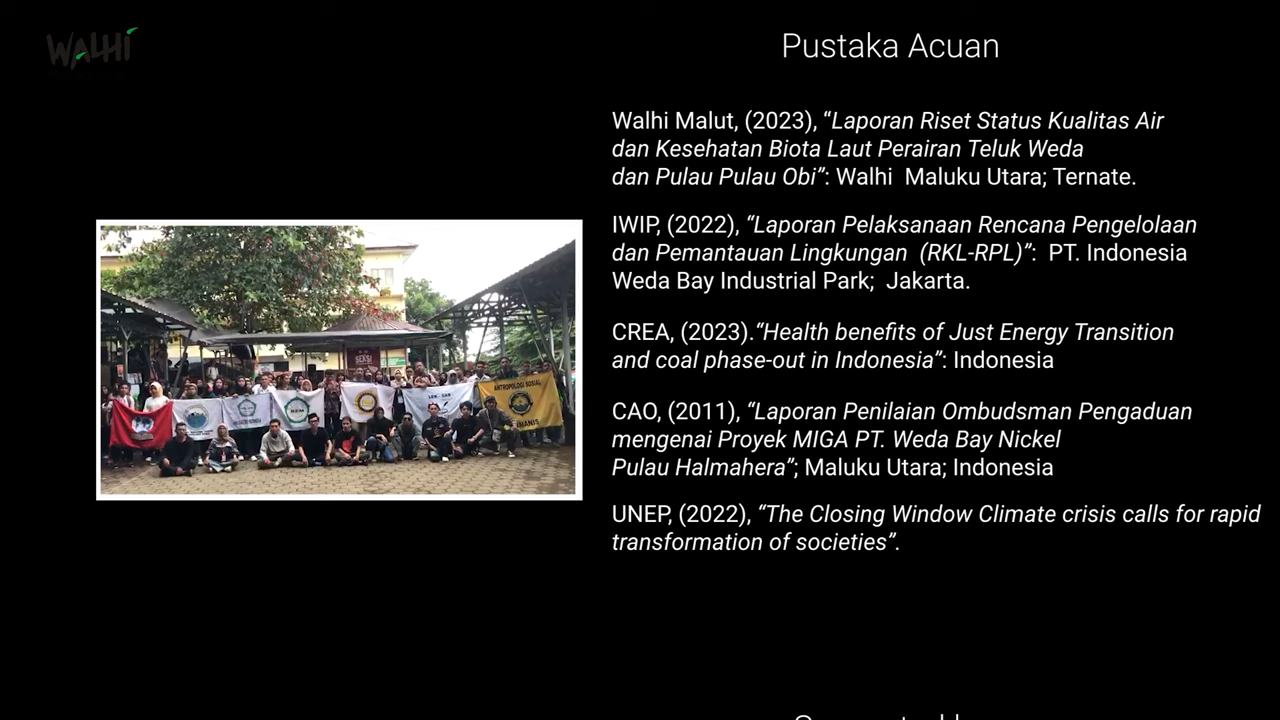 WALHI
Pustaka Acuan
Walhi Malut, (2023), “Laporan Riset Status Kualitas Air
dan Kesehatan Biota Laut Perairan Teluk Weda
dan Pulau Pulau Obi”: Walhi  Maluku Utara; Ternate.
IWIP, (2022), “Laporan Pelaksanaan Rencana Pengelolaan
dan Pemantauan Lingkungan  (RKL-RPL)”:  PT. Indonesia
Weda Bay Industrial Park;  Jakarta.
CREA, (2023).“Health benefits of Just Energy Transition
and coal phase-out in Indonesia”: Indonesia
CAO, (2011), “Laporan Penilaian Ombudsman Pengaduan
mengenai Proyek MIGA PT. Weda Bay Nickel
Pulau Halmahera”; Maluku Utara; Indonesia
UNEP, (2022), “The Closing Window Climate crisis calls for rapid
transformation of societies”.
SEKSI
ANTROPOLOGI SOSIAL